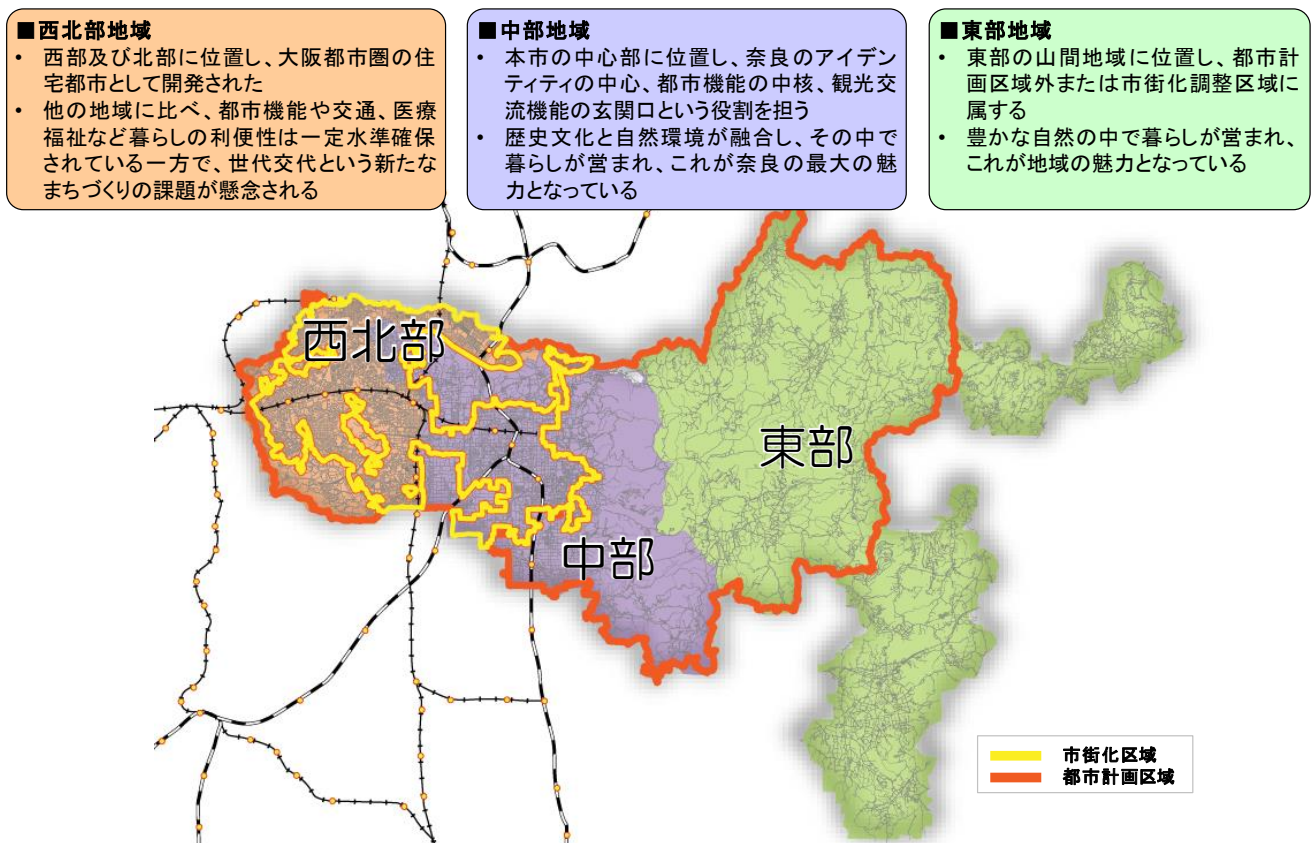 ■西北部地域
• 西部及び北部に位置し、大阪都市圏の住
宅都市として開発された
• 他の地域に比べ、都市機能や交通、医療
福祉など暮らしの利便性は一定水準確保
されている一方で、世代交代という新たな
まちづくりの課題が懸念される
■中部地域
• 本市の中心部に位置し、奈良のアイデン
ティティの中心、都市機能の中核、観光交
流機能の玄関口という役割を担う
• 歴史文化と自然環境が融合し、その中で
暮らしが営まれ、これが奈良の最大の魅
力となっている
■東部地域
• 東部の山間地域に位置し、都市計
画区域外または市街化調整区域に
属する
• 豊かな自然の中で暮らしが営まれ、
これが地域の魅力となっている
西北部
東部
中部
市街化区域
都市計画区域